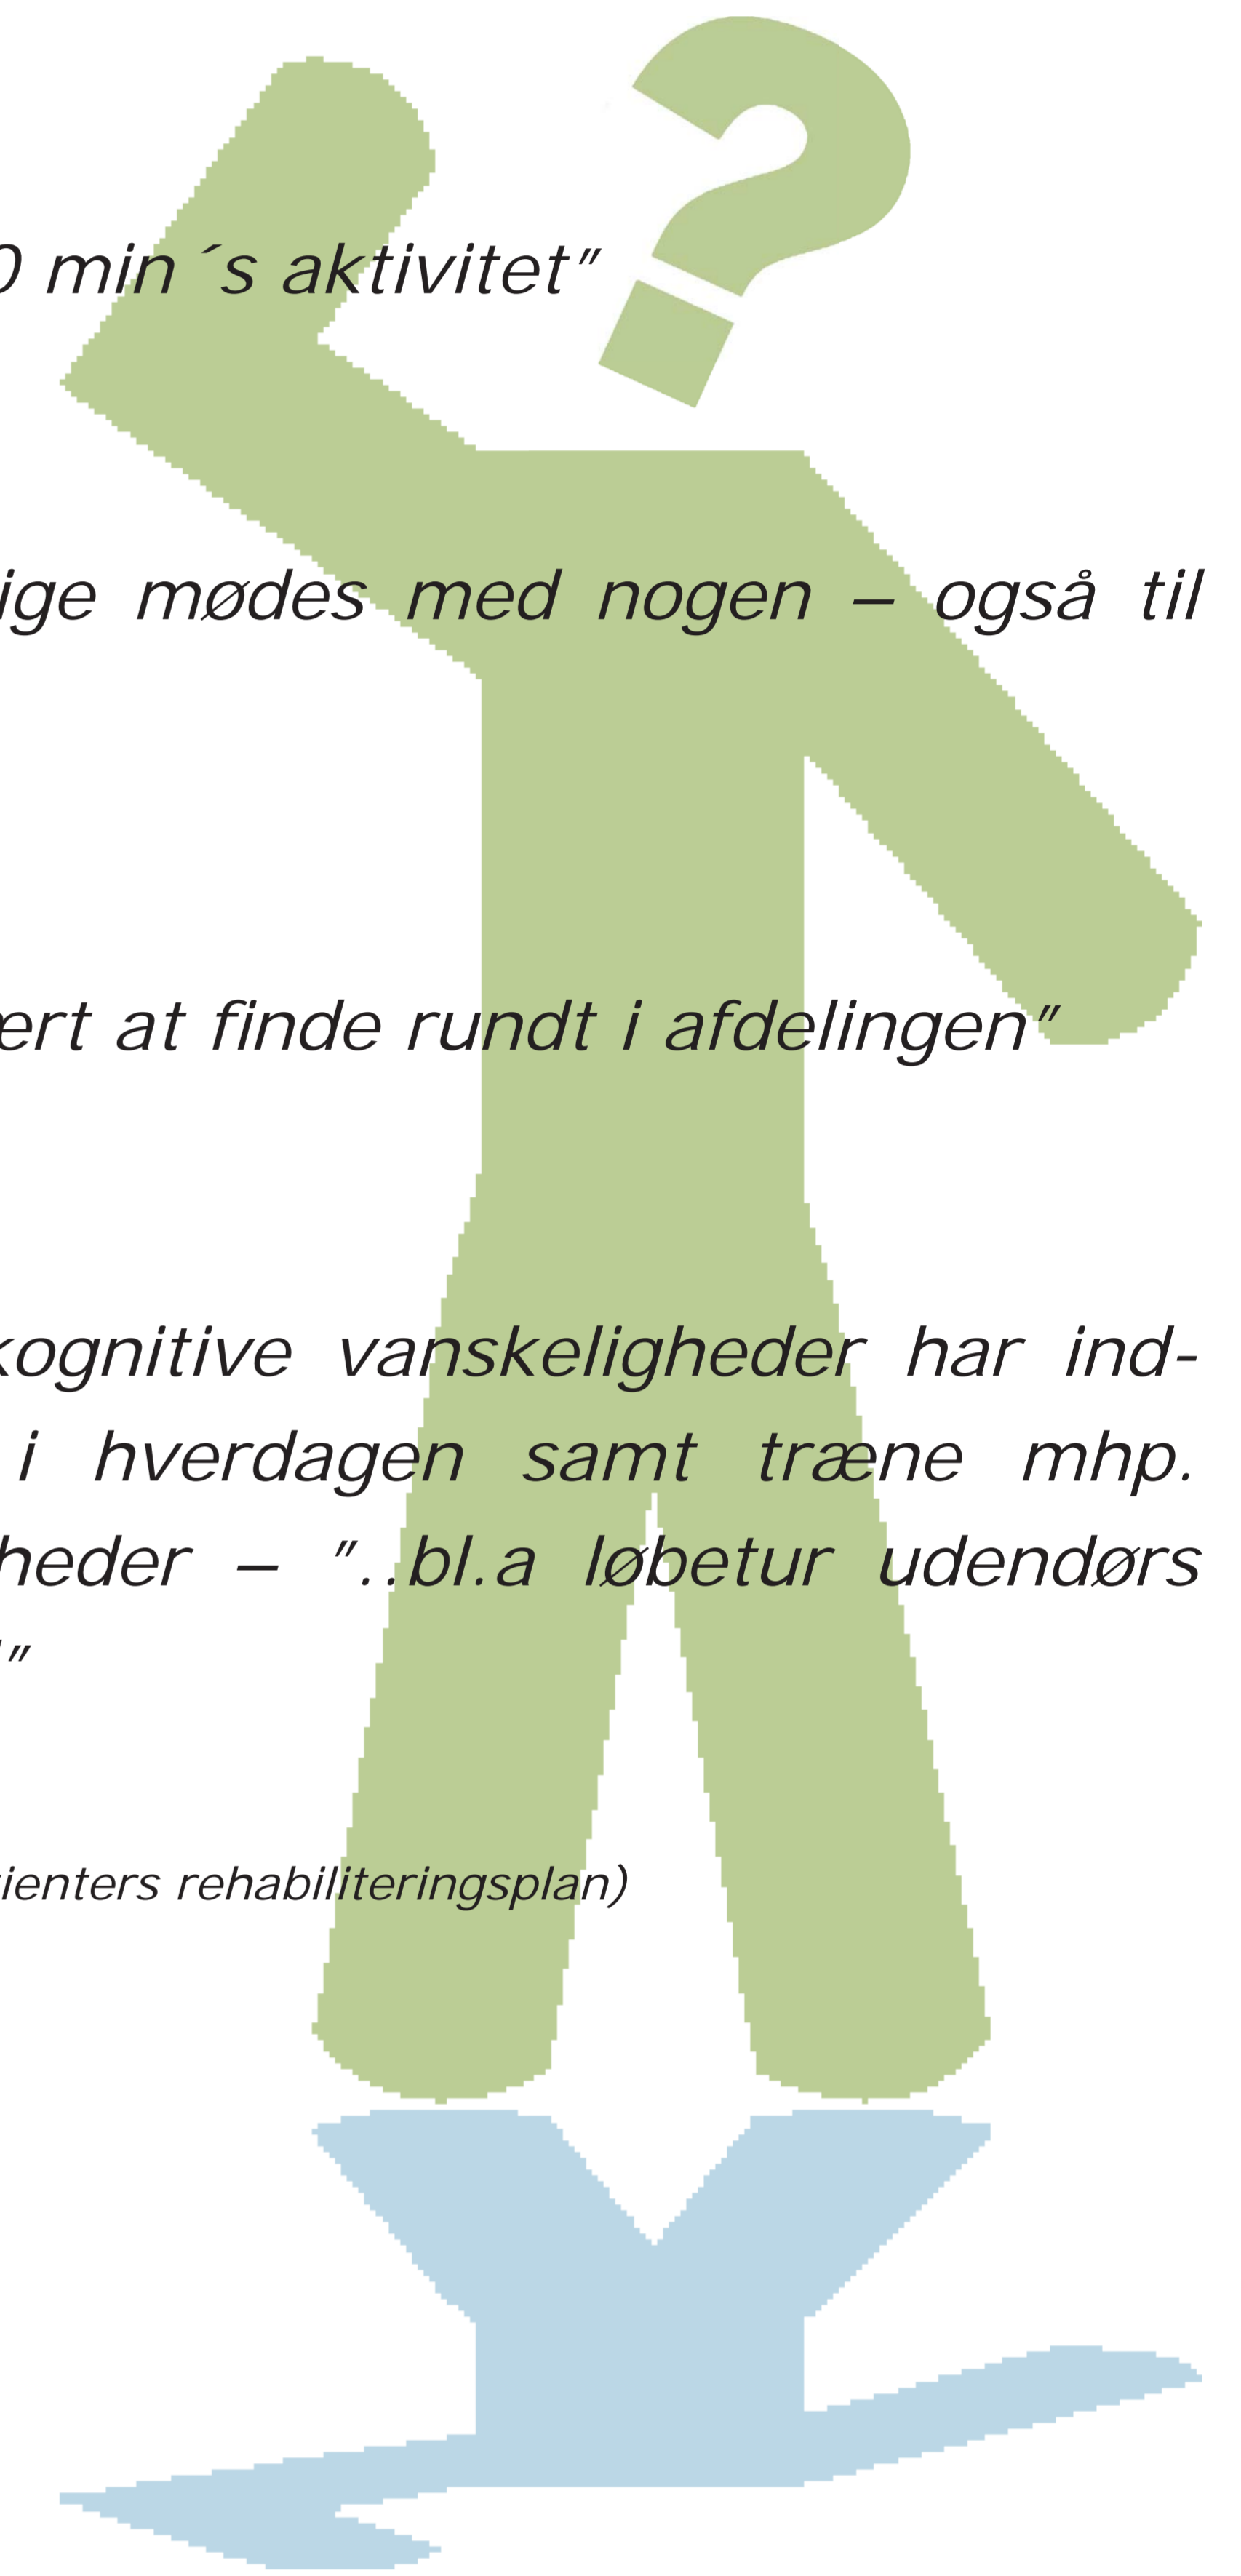 0 min´s aktivitet”
ige mødes med nogen – også til
ert at finde rundt i afdelingen”
kognitive vanskeligheder har ind-
i hverdagen samt træne mhp.
heder – ”..bl.a løbetur udendørs
”
ienters rehabiliteringsplan)